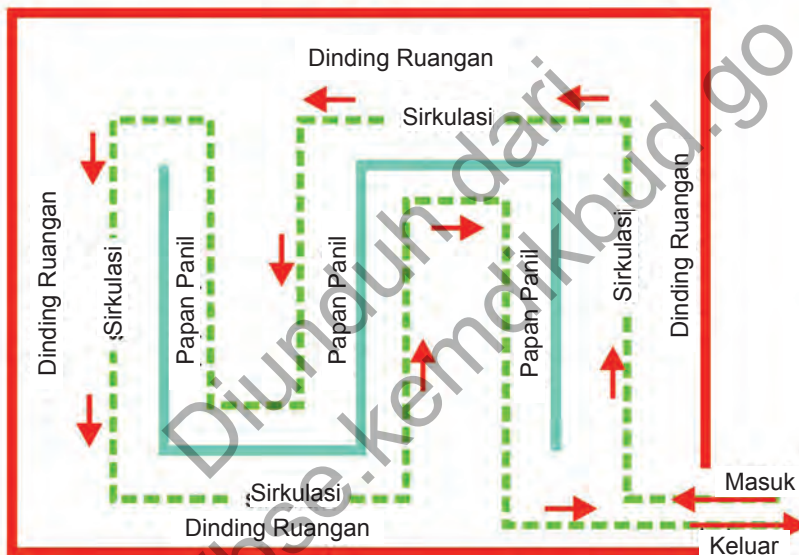 Dinding Ruangan
Sirkulasi
Dinding Ruangan
Sirkulasi
Papan Panil
Papan Panil
Papan Panil
Sirkulasi
Dinding Ruangan
Sirkulasi
Dinding Ruangan
Masuk
Keluar
Diunduh dari
bse.kemdikbud.go